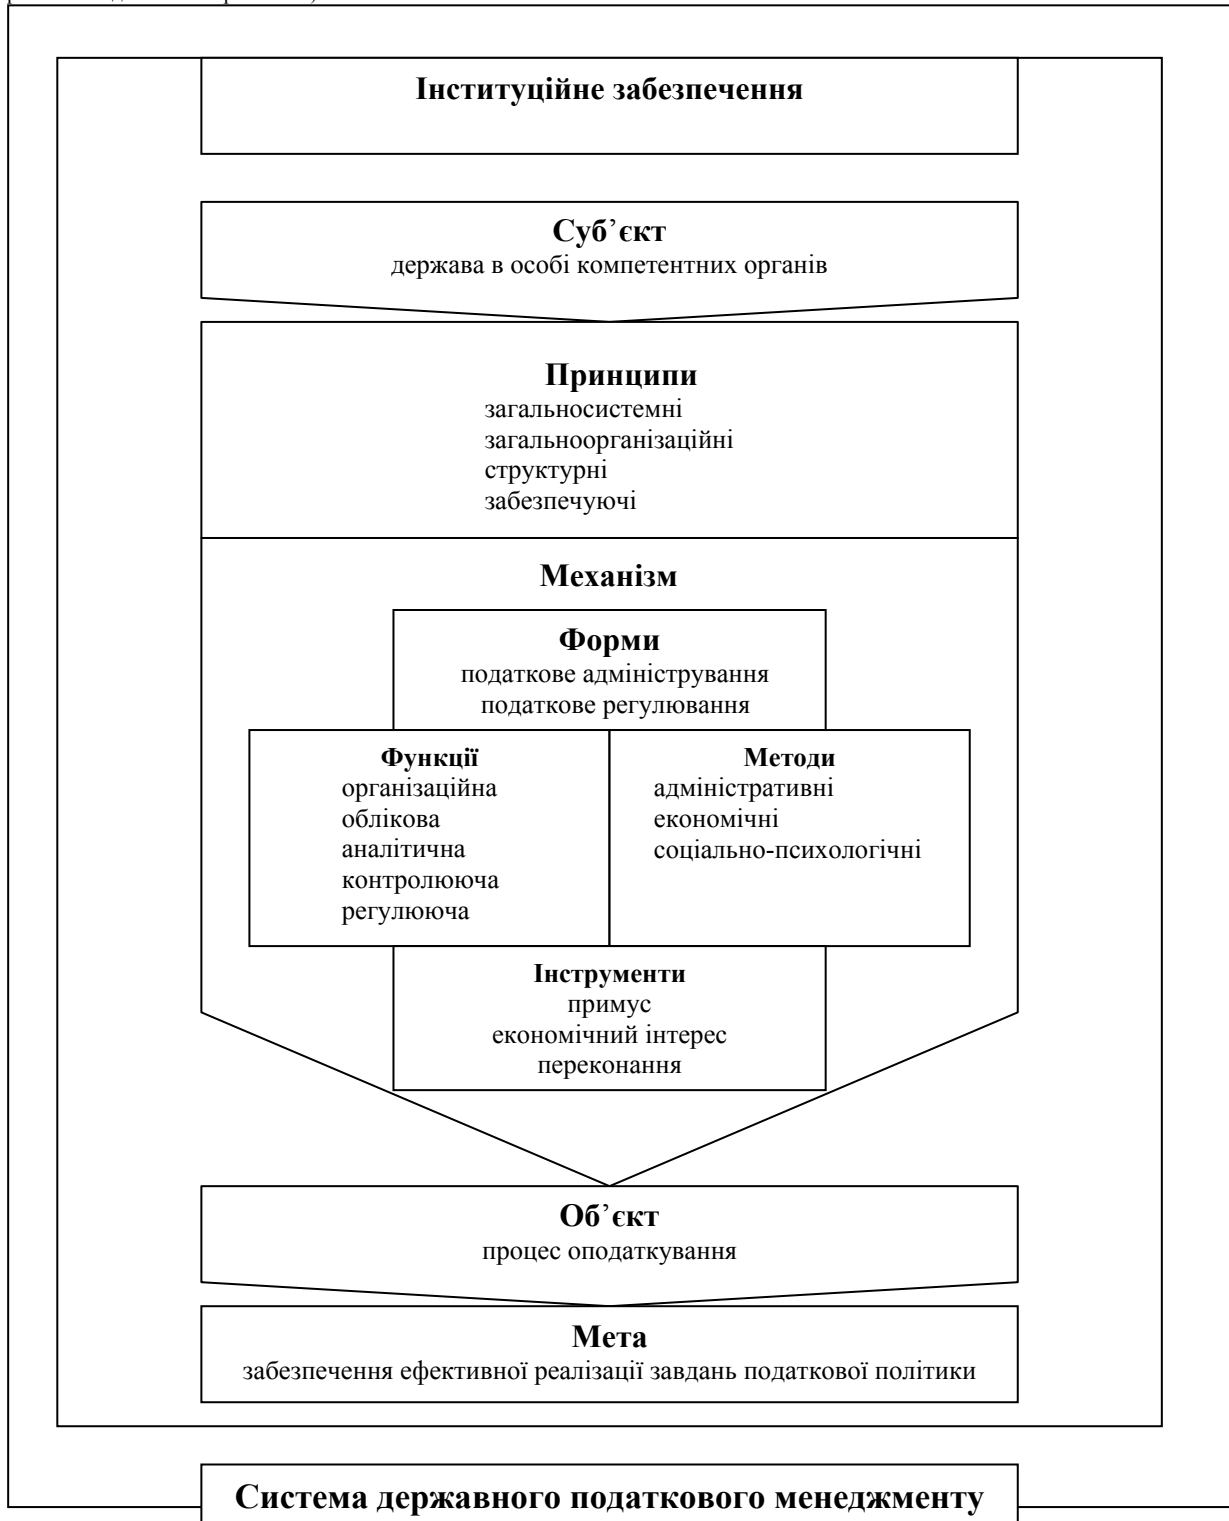 Інституційне забезпечення
Суб’єкт
держава в особі компетентних органів
Принципи
загальносистемні
загальноорганізаційні
структурні
забезпечуючі
Механізм
Форми
податкове адміністрування
податкове регулювання
Функції
організаційна
облікова
аналітична
контролююча
регулююча
Методи
адміністративні
економічні
соціально-психологічні
Інструменти
примус
економічний інтерес
переконання
Об’єкт
процес оподаткування
Мета
забезпечення ефективної реалізації завдань податкової політики
Система державного податкового менеджменту